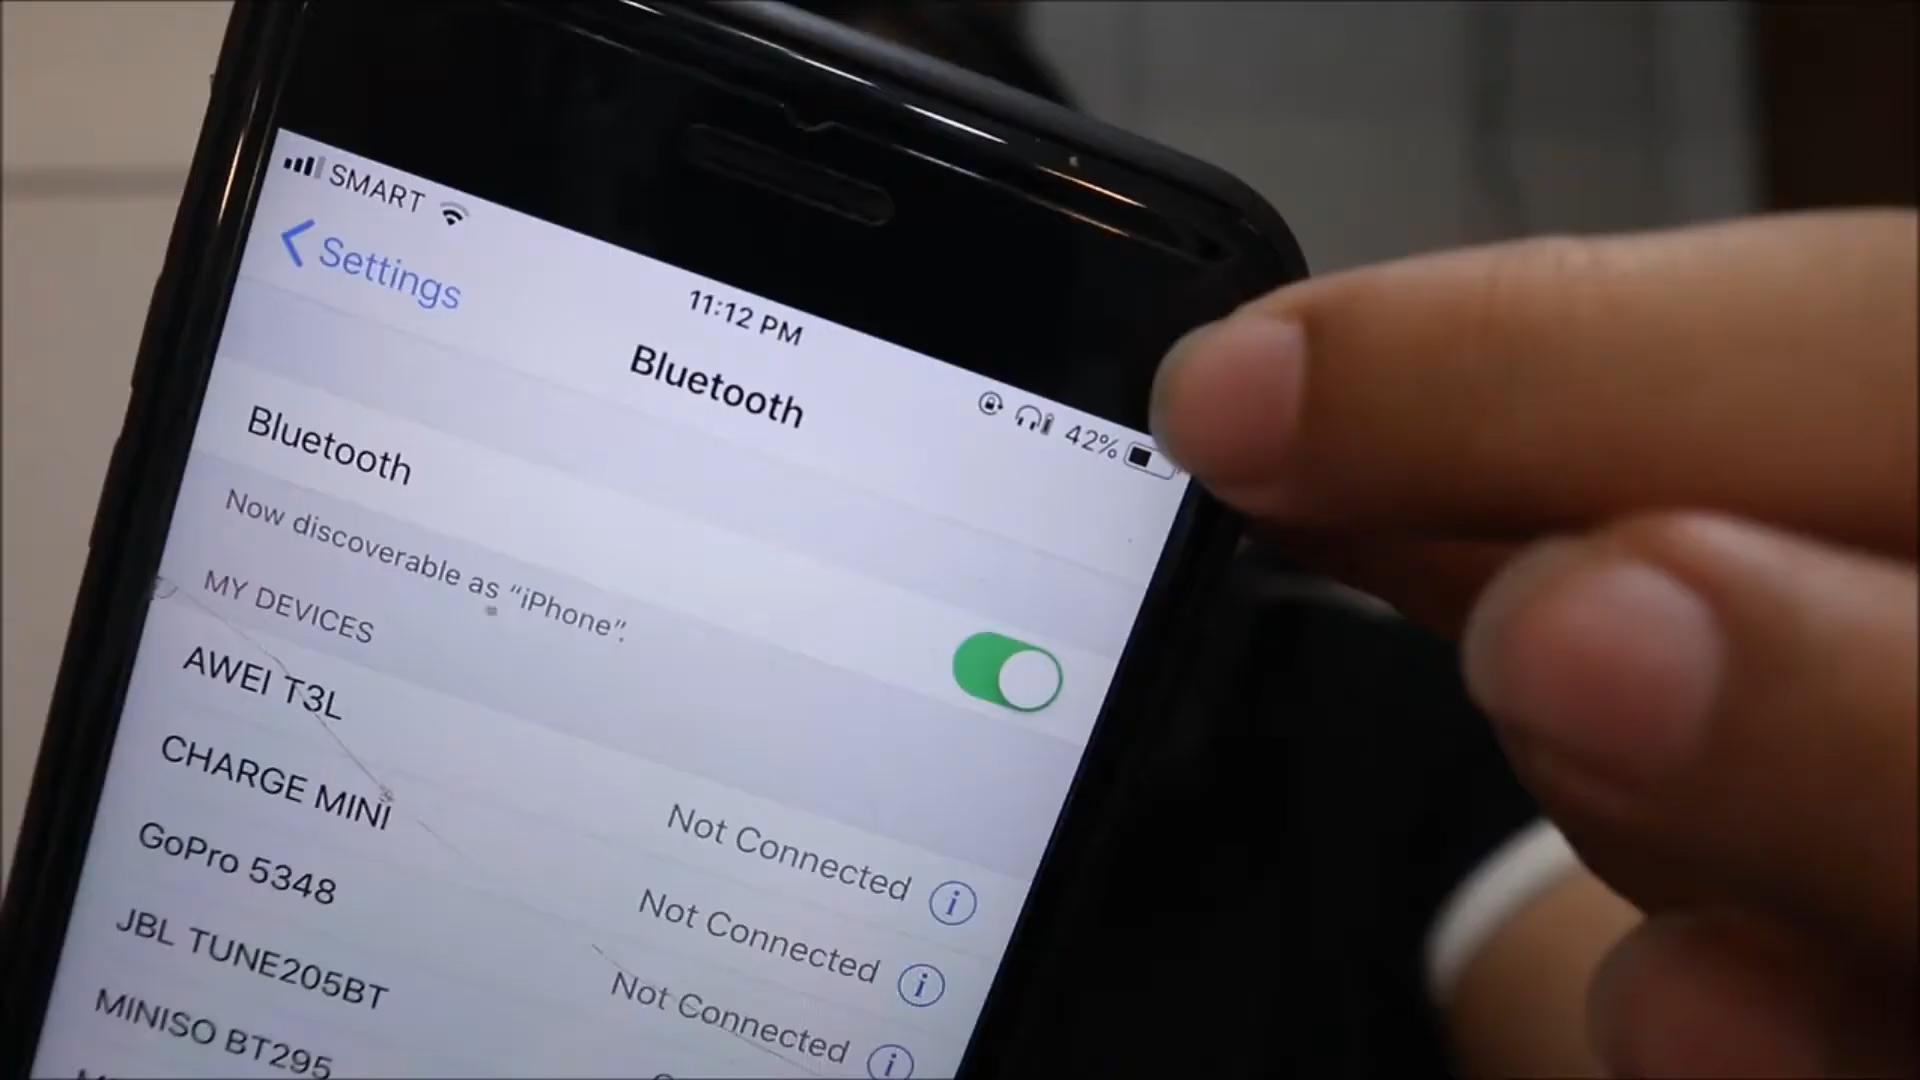 SMART
11:12 PM
42%
Settings
Bluetooth
Bluetooth
Now discoverable as “iPhone”.
MY DEVICES
AWEI T3L Not Connected
CHARGE MINI Not Connected
GoPro 5348 Not Connected
JBL TUNE205BT
MINISO BT295